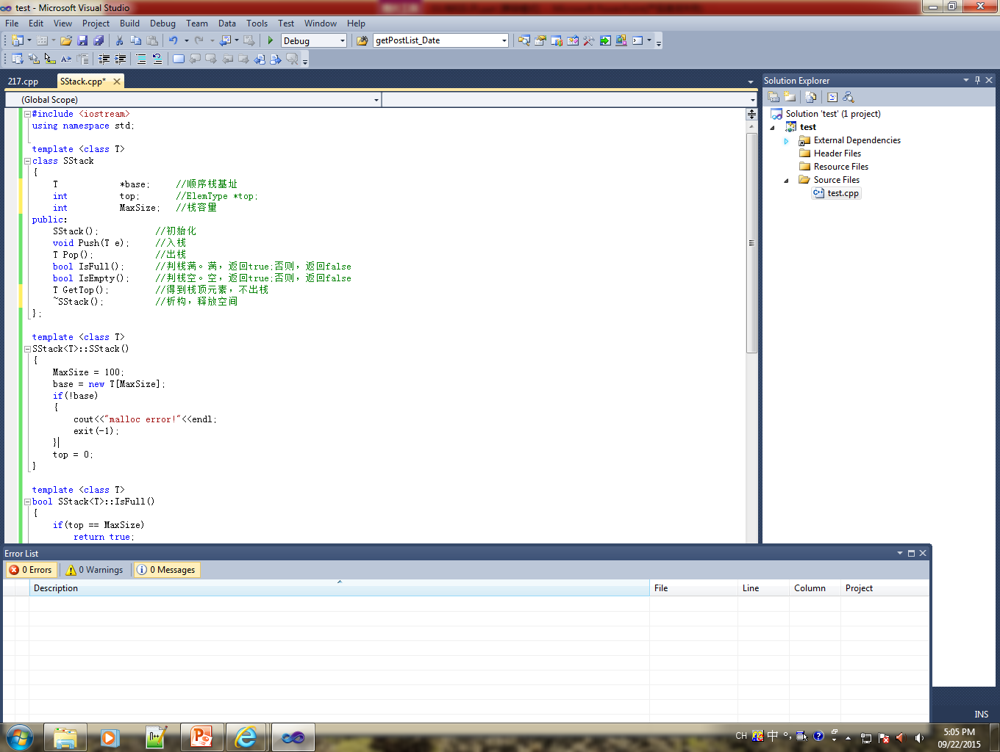 test - Microsoft Visual Studio
File Edit View Project Build Debug Team Data Tools Test Window Help
Debug getPostList_Date
217.cpp SStack.cpp*
(Global Scope)
#include <iostream>
using namespace std;
template <class T>
class SStack
{
T *base; //顺序栈基址
int top; //ElemType *top;
int MaxSize; //栈容量
public:
SStack(); //初始化
void Push(T e); //入栈
T Pop(); //出栈
bool IsFull(); //判栈满。满，返回true;否则，返回false
bool IsEmpty(); //判栈空。空，返回true;否则，返回false
T GetTop(); //得到栈顶元素，不出栈
~SStack(); //析构，释放空间
};
template <class T>
SStack<T>::SStack()
{
MaxSize = 100;
base = new T[MaxSize];
if(!base)
{
cout<<"malloc error!"<<endl;
exit(-1);
}
top = 0;
}
template <class T>
bool SStack<T>::IsFull()
{
if(top == MaxSize)
return true;
Solution Explorer
Solution 'test' (1 project)
test
External Dependencies
Header Files
Resource Files
Source Files
test.cpp
Error List
0 Errors 0 Warnings 0 Messages
Description File Line Column Project
INS
CH 中
5:05 PM
09/22/2015